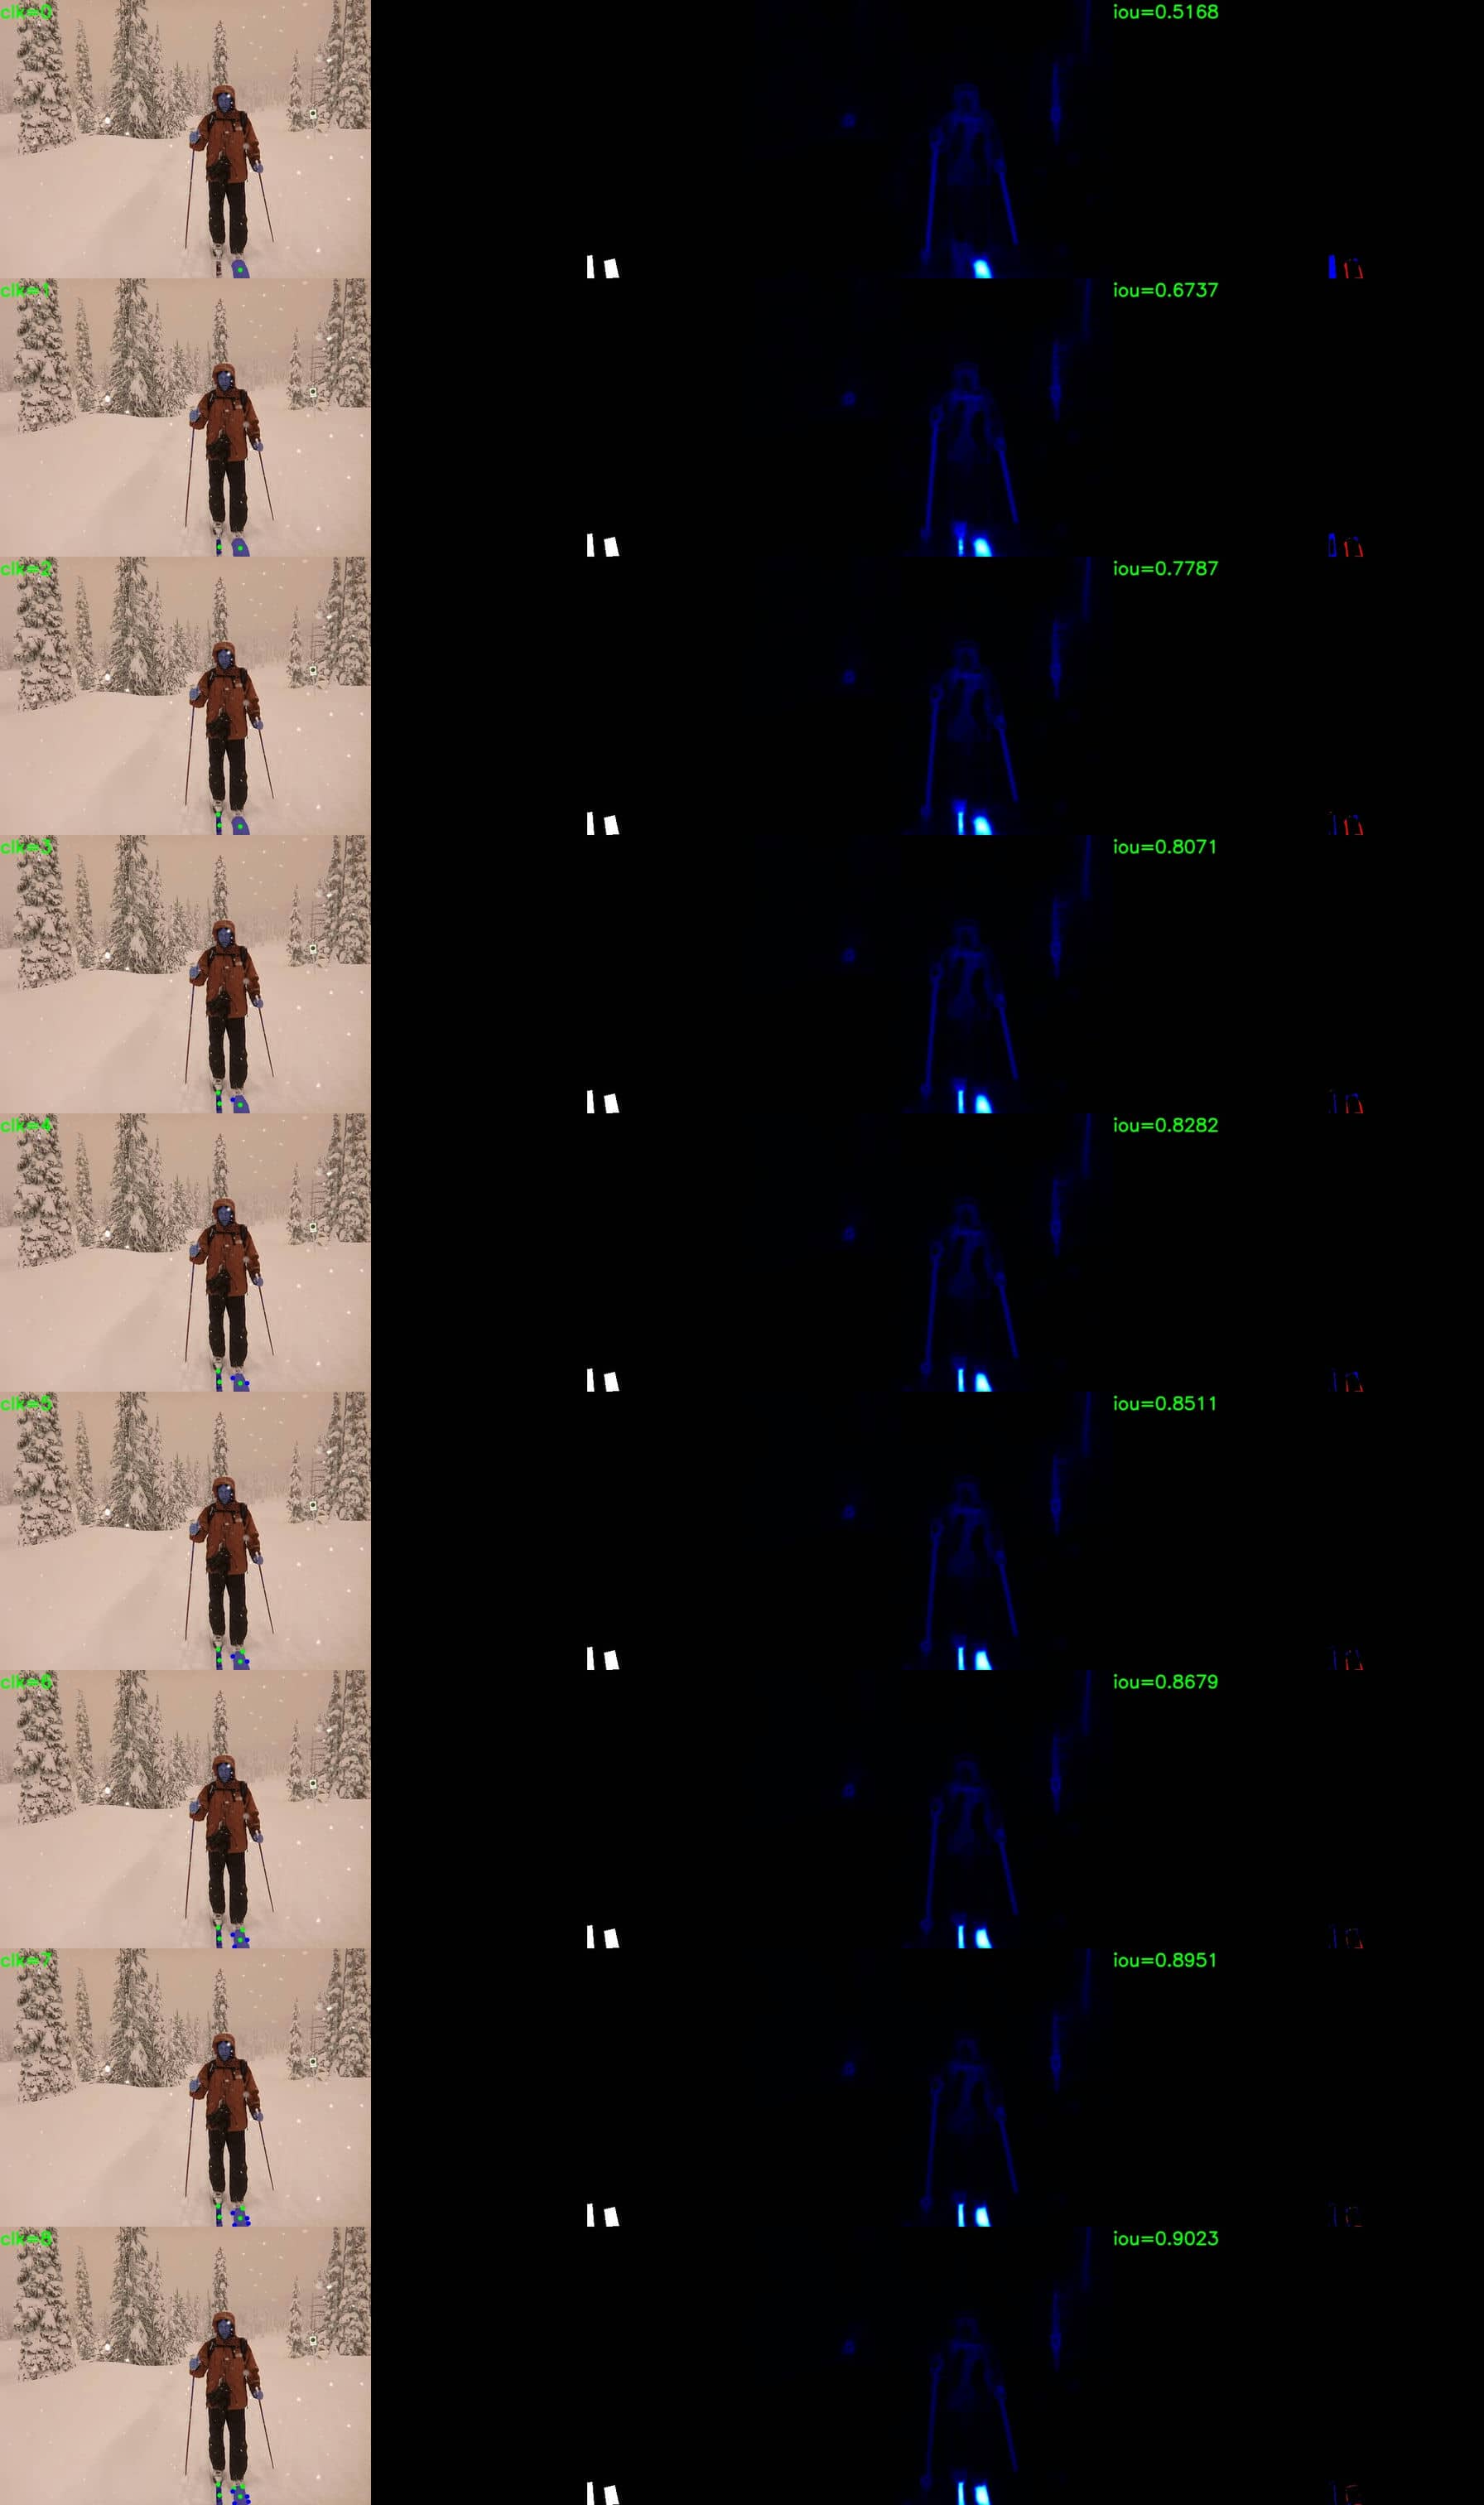 clk=0
iou=0.5168
clk=1
iou=0.6737
clk=2
iou=0.7787
clk=3
iou=0.8071
clk=4
iou=0.8282
clk=5
iou=0.8511
clk=6
iou=0.8679
clk=7
iou=0.8951
clk=8
iou=0.9023